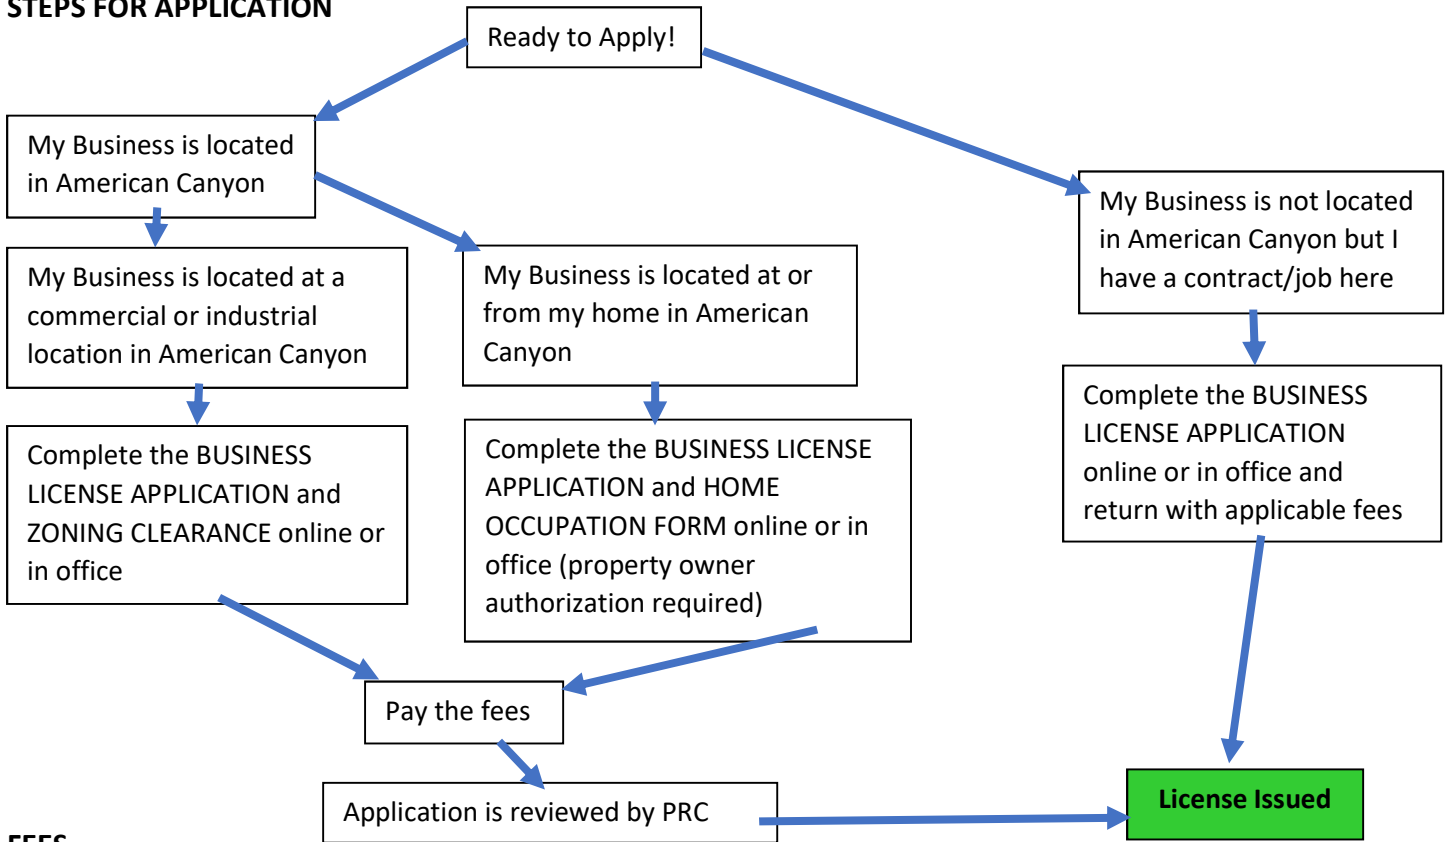 STEPS FOR APPLICATION
Ready to Apply!
My Business is located
in American Canyon
My Business is not located
in American Canyon but I
have a contract/job here
My Business is located at a
commercial or industrial
location in American Canyon
My Business is located at or
from my home in American
Canyon
Complete the BUSINESS
LICENSE APPLICATION and
ZONING CLEARANCE online or
in office
Complete the BUSINESS LICENSE
APPLICATION and HOME
OCCUPATION FORM online or in
office (property owner
authorization required)
Complete the BUSINESS
LICENSE APPLICATION
online or in office and
return with applicable fees
Pay the fees
Application is reviewed by PRC
License Issued
FEES